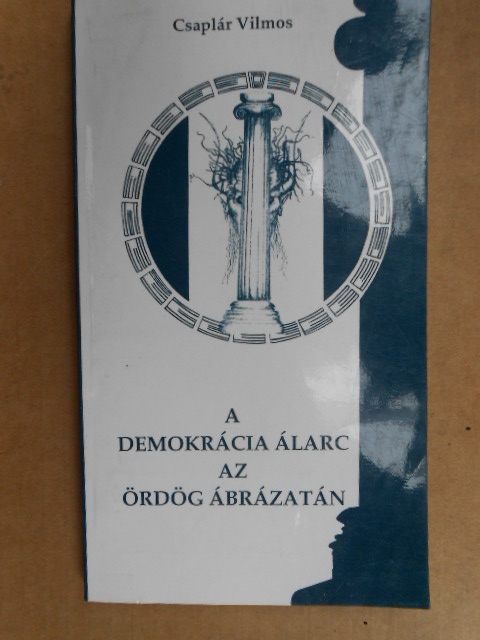 Csaplár Vilmos
A
DEMOKRÁCIA ÁLARC
AZ
ÖRDÖG ÁBRÁZATÁN